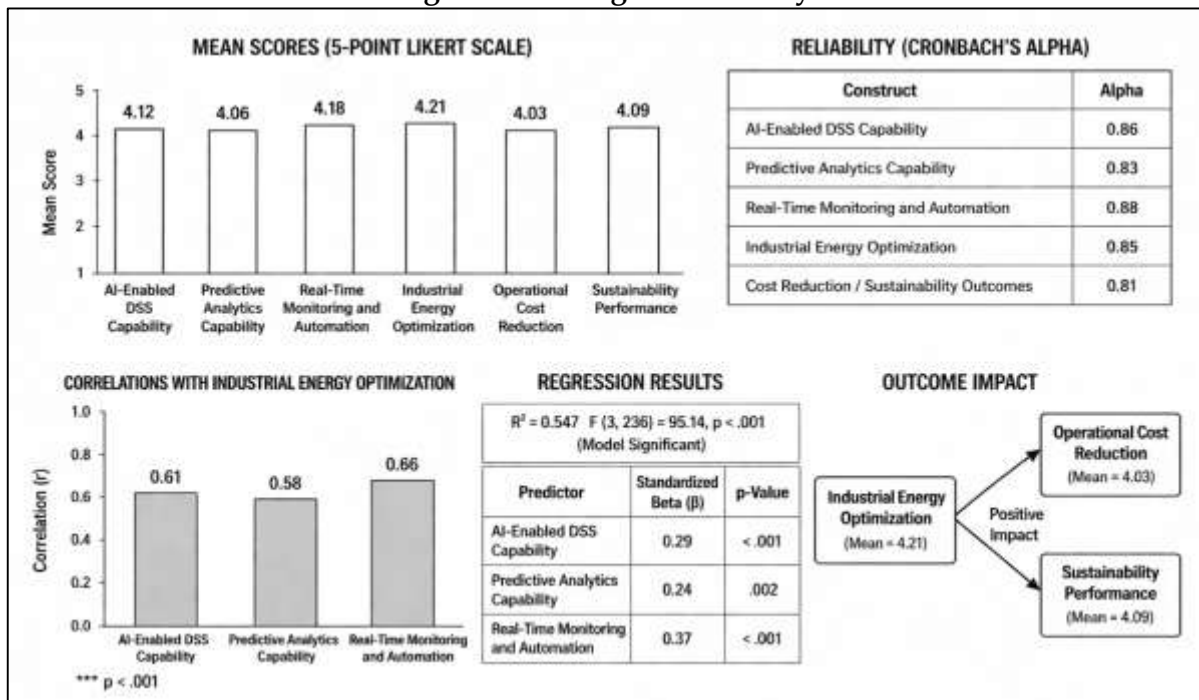 MEAN SCORES (5-POINT LIKERT SCALE)
Mean Score
5
4
3
2
1
4.12
4.06
4.18
4.21
4.03
4.09
AI-Enabled
DSS
Capability
Predictive
Analytics
Capability
Real-Time
Monitoring and
Automation
Industrial
Energy
Optimization
Operational
Cost
Reduction
Sustainability
Performance
RELIABILITY (CRONBACH'S ALPHA)
Construct Alpha
AI-Enabled DSS Capability 0.86
Predictive Analytics Capability 0.83
Real-Time Monitoring and Automation 0.88
Industrial Energy Optimization 0.85
Cost Reduction / Sustainability Outcomes 0.81
CORRELATIONS WITH INDUSTRIAL ENERGY OPTIMIZATION
Correlation (r)
1.0
0.8
0.6
0.4
0.2
0.0
0.61
0.58
0.66
AI-Enabled DSS
Capability
Predictive Analytics
Capability
Real-Time Monitoring
and Automation
*** p < .001
REGRESSION RESULTS
R² = 0.547 F (3, 236) = 95.14, p < .001
(Model Significant)
Predictor Standardized Beta (β) p-Value
AI-Enabled DSS
Capability 0.29 < .001
Predictive Analytics
Capability 0.24 .002
Real-Time Monitoring
and Automation 0.37 < .001
OUTCOME IMPACT
Industrial Energy
Optimization
(Mean = 4.21)
Positive
Impact
Operational Cost
Reduction
(Mean = 4.03)
Sustainability
Performance
(Mean = 4.09)